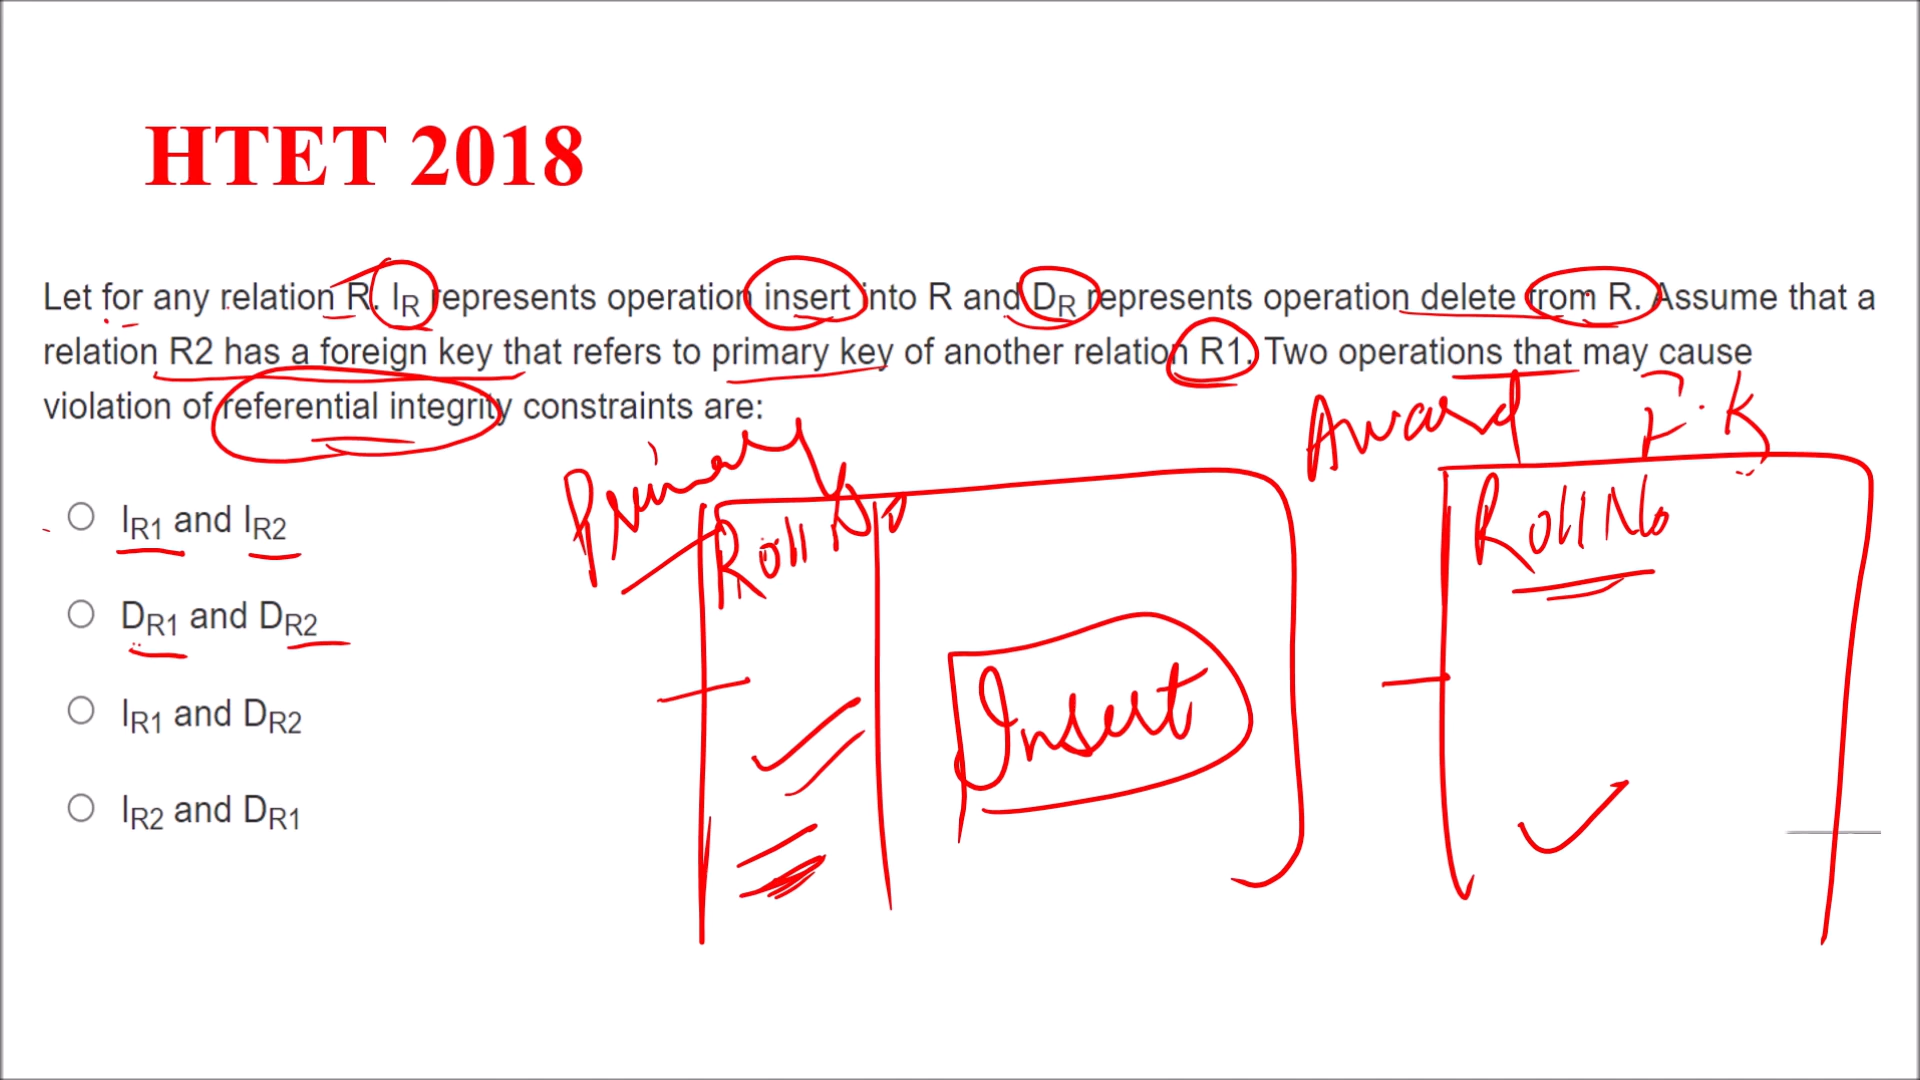 HTET 2018
Let for any relation R. IR represents operation insert into R and DR represents operation delete from R. Assume that a
relation R2 has a foreign key that refers to primary key of another relation R1. Two operations that may cause
violation of referential integrity constraints are:
Award F.K
Primary
Roll No
Roll No
IR1 and IR2
DR1 and DR2
Insert
IR1 and DR2
IR2 and DR1